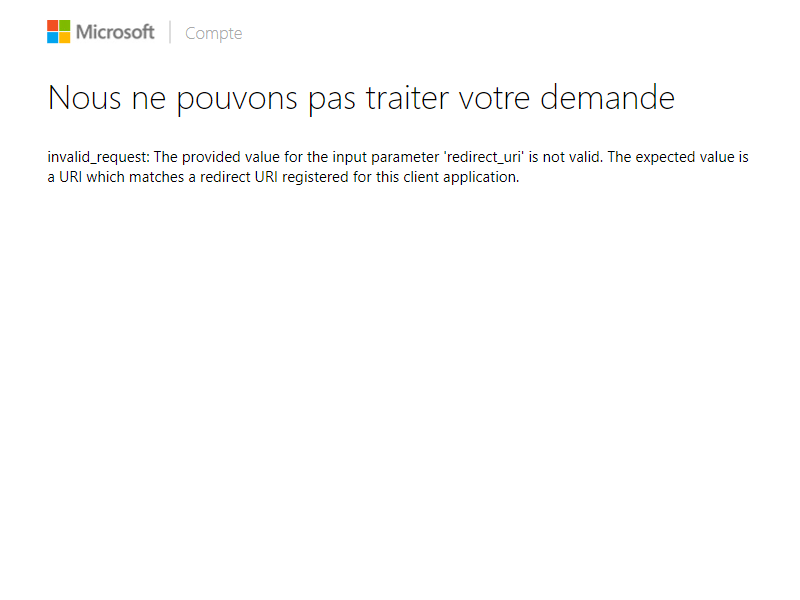 Microsoft | Compte
Nous ne pouvons pas traiter votre demande
invalid_request: The provided value for the input parameter 'redirect_uri' is not valid. The expected value is
a URI which matches a redirect URI registered for this client application.